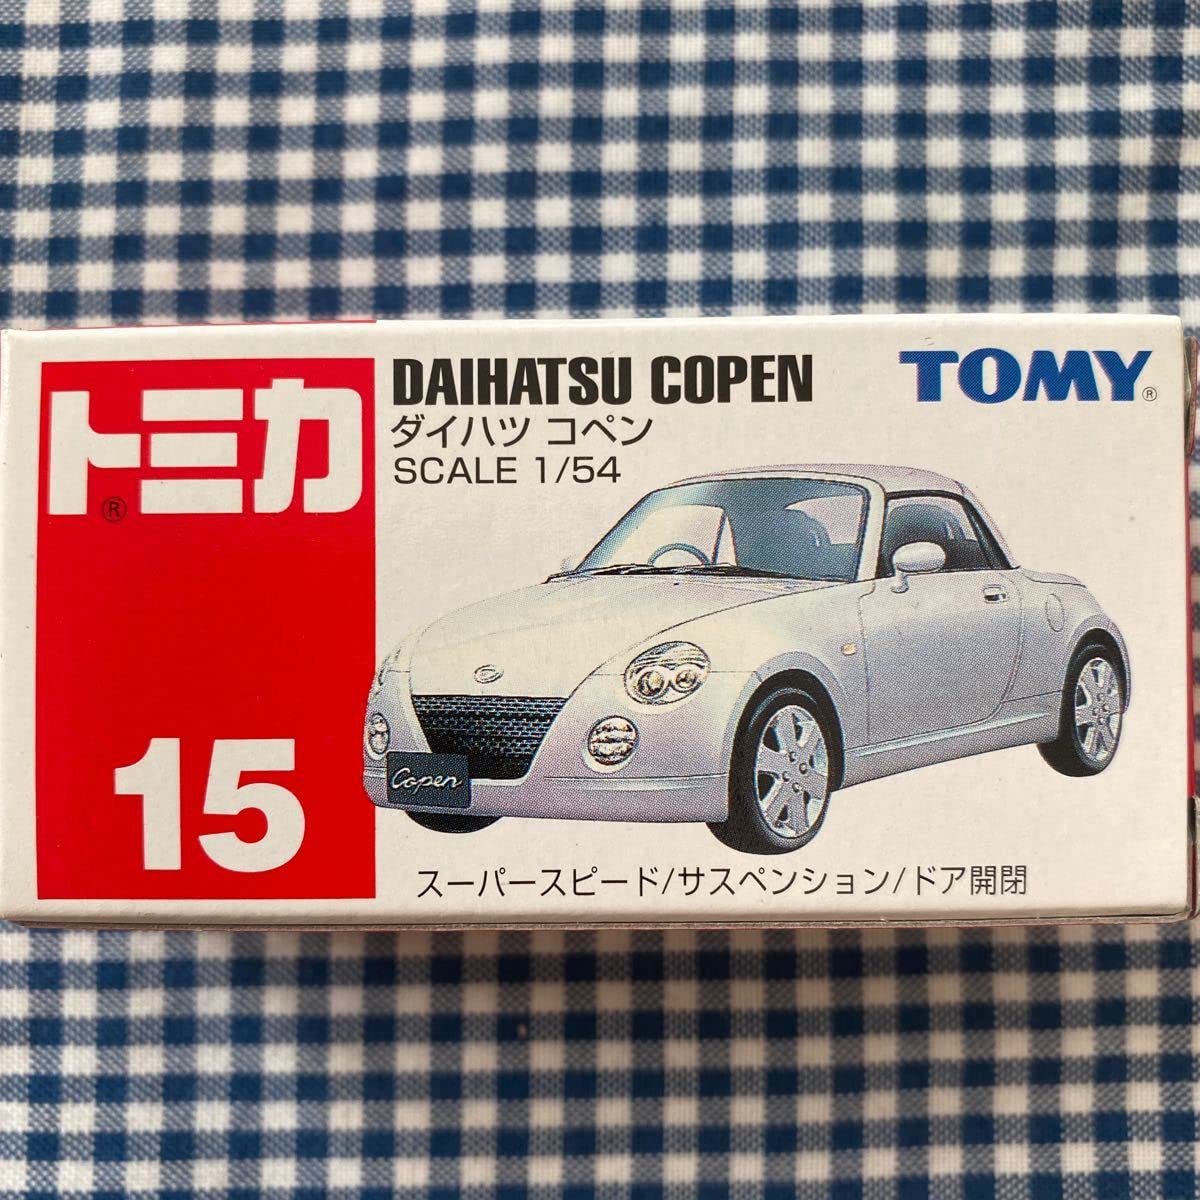 トミカ®
15
DAIHATSU COPEN
ダイハツ コペン
SCALE 1/54
TOMY®
Copen
スーパースピード/サスペンション/ドア開閉